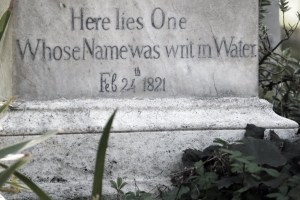 "Here lies One
Whose Name was writ in Water.
Feb 24th 1821